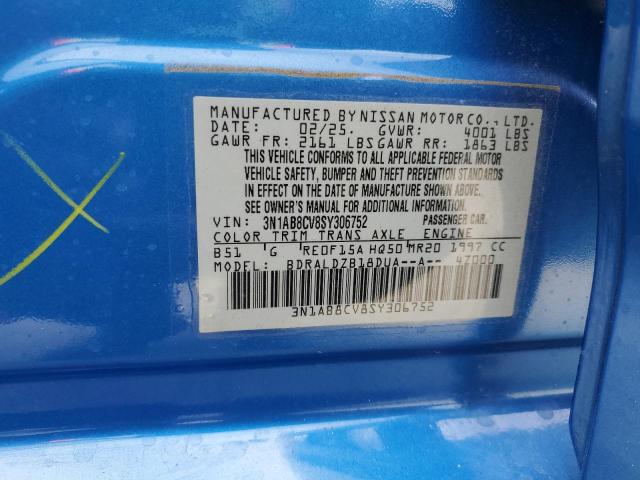 MANUFACTURED BY NISSAN MOTOR CO., LTD.
DATE: 02/25. GVWR: 4001 LBS
GAWR FR: 2161 LBS GAWR RR: 1863 LBS
THIS VEHICLE CONFORMS TO ALL APPLICABLE FEDERAL MOTOR
VEHICLE SAFETY, BUMPER AND THEFT PREVENTION STANDARDS
IN EFFECT ON THE DATE OF MANUFACTURE SHOWN ABOVE.
SEE OWNER'S MANUAL FOR ADDITIONAL INFORMATION.
VIN: 3N1AB8CV8SY306752 PASSENGER CAR.
COLOR TRIM TRANS AXLE ENGINE
B51 G RE0F15A HQ50 MR20 1997 CC
MODEL: BDRALDZB18DUA--A-- 4Z000
3N1AB8CV8SY306752